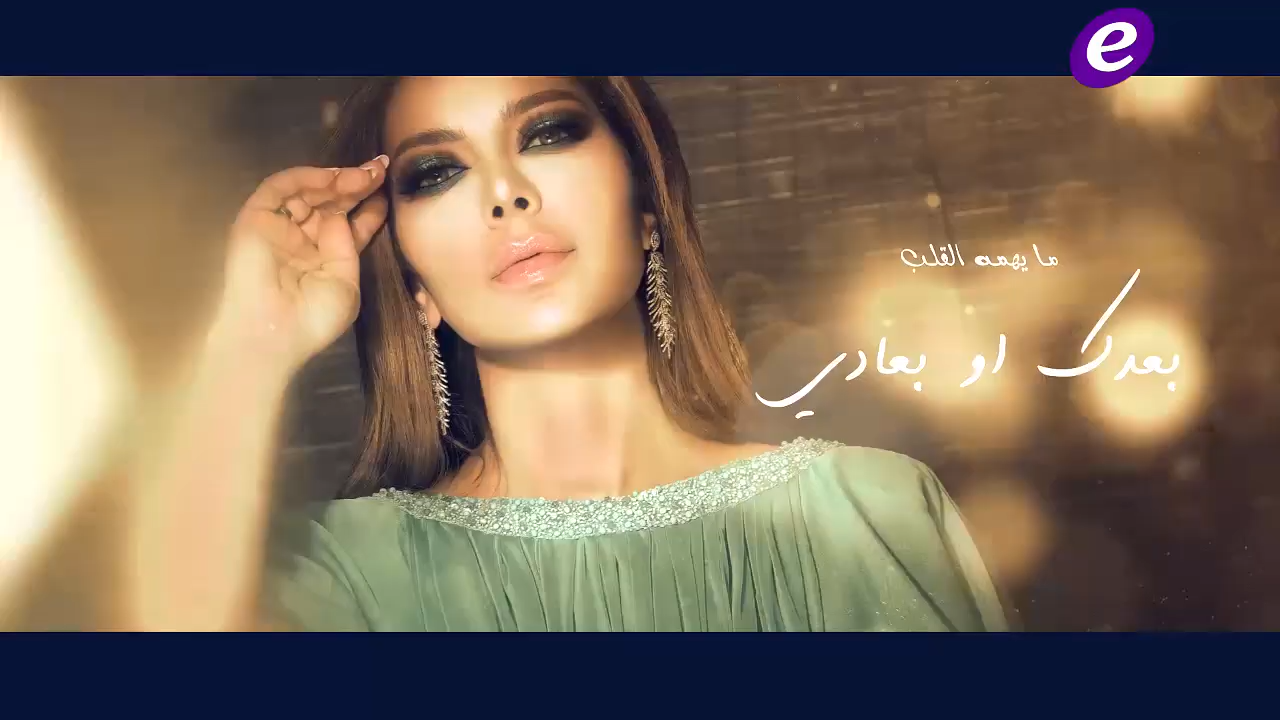 e
ما يهمه القلب
بعدك او بعادي